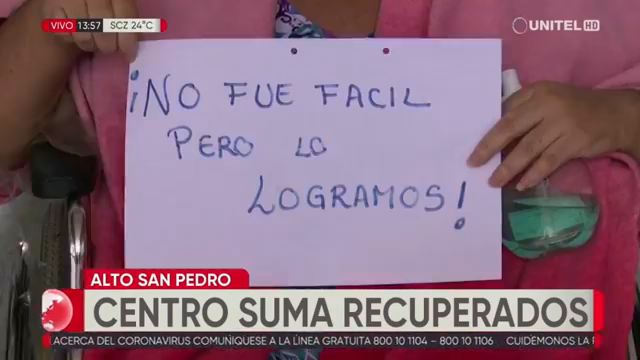 VIVO 13:57 SCZ 24°C
UNITEL HD
¡NO FUE FACIL
PERO LO
LOGRAMOS!
ALTO SAN PEDRO
CENTRO SUMA RECUPERADOS
ACERCA DEL CORONAVIRUS COMUNÍQUESE A LA LÍNEA GRATUITA 800 10 1104 - 800 10 1106 CUIDÉMONOS LA